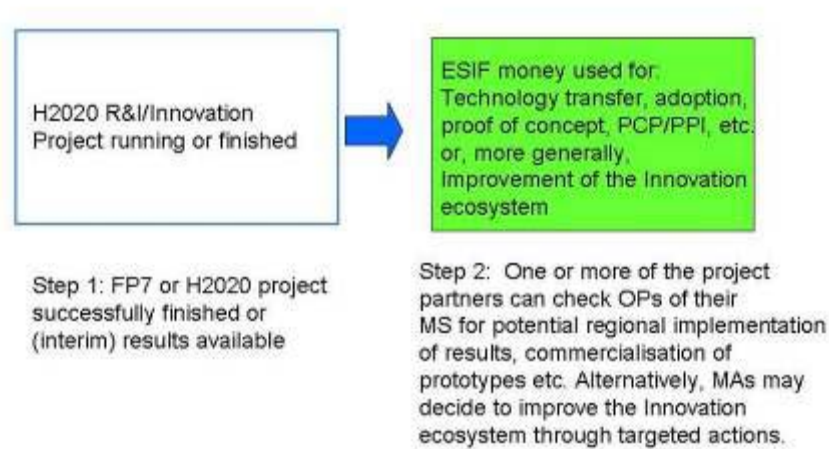 H2020 R&I/Innovation
Project running or finished
ESIF money used for:
Technology transfer, adoption,
proof of concept, PCP/PPI, etc.
or, more generally,
Improvement of the Innovation
ecosystem
Step 1: FP7 or H2020 project
successfully finished or
(interim) results available
Step 2:  One or more of the project
partners can check OPs of their
MS for potential regional implementation
of results, commercialisation of
prototypes etc. Alternatively, MAs may
decide to improve the Innovation
ecosystem through targeted actions.